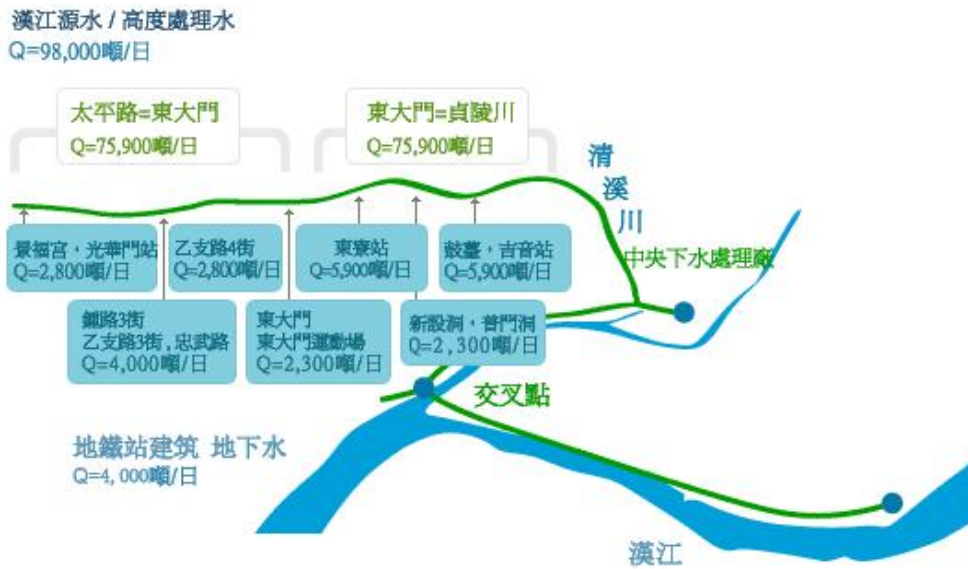 漢江源水 / 高度處理水
Q=98,000噸/日
太平路=東大門
Q=75,900噸/日
東大門=貞陵川
Q=75,900噸/日
清溪川
景福宮，光華門站
Q=2,800噸/日
乙支路4街
Q=2,800噸/日
東寮站
Q=5,900噸/日
鼓薹，吉音站
Q=5,900噸/日
中央下水處理廠
鐵路3街
乙支路3街, 忠武路
Q=4,000噸/日
東大門
東大門運動場
Q=2,300噸/日
新設洞，普門洞
Q=2,300噸/日
交叉點
地鐵站建筑 地下水
Q=4, 000噸/日
漢江